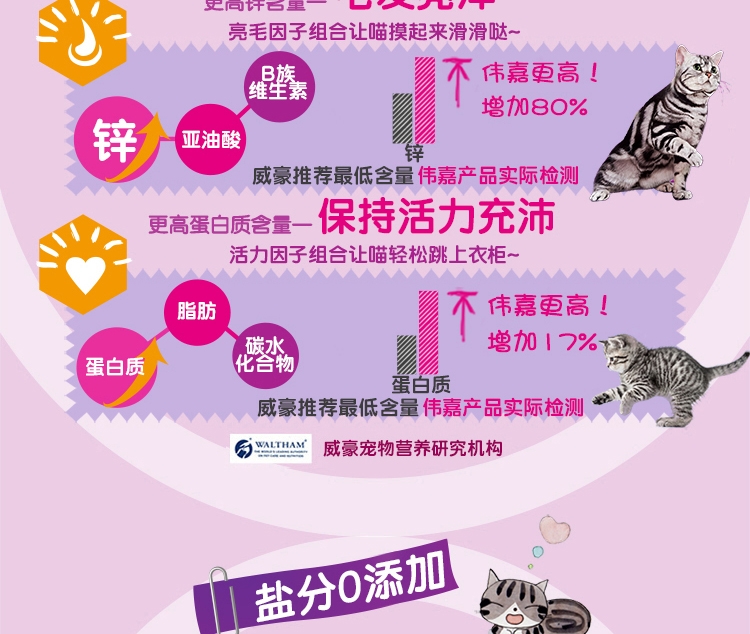 更高锌含量— 毛发亮泽
亮毛因子组合让喵摸起来滑滑哒~
B族
维生素
锌
亚油酸
伟嘉更高！
增加80%
锌
威豪推荐最低含量 伟嘉产品实际检测
更高蛋白质含量— 保持活力充沛
活力因子组合让喵轻松跳上衣柜~
脂肪
蛋白质
碳水
化合物
伟嘉更高！
增加17%
蛋白质
威豪推荐最低含量 伟嘉产品实际检测
WALTHAM®
THE WORLD'S LEADING AUTHORITY
ON PET CARE AND NUTRITION
威豪宠物营养研究机构
盐分0添加